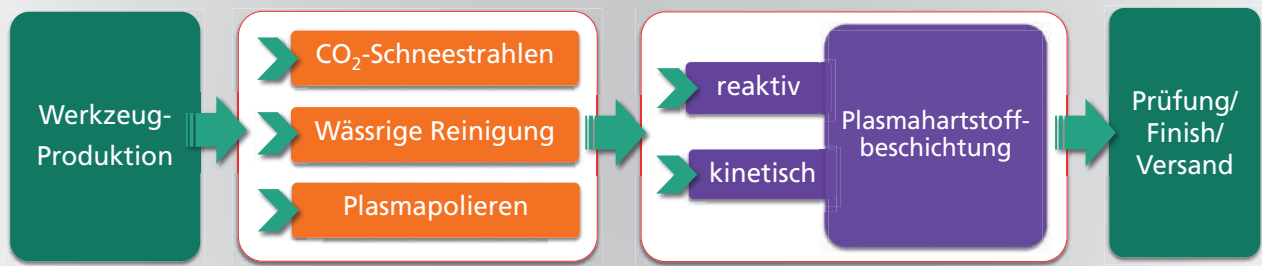 Werkzeug-
Produktion
CO₂-Schneestrahlen
Wässrige Reinigung
Plasmapolieren
reaktiv
kinetisch
Plasmahartstoff-
beschichtung
Prüfung/
Finish/
Versand